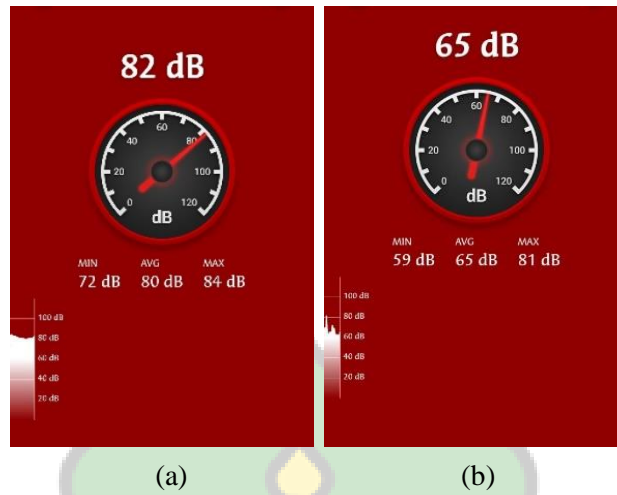 82 dB
60
40
80
20
100
0
120
dB
MIN AVG MAX
72 dB 80 dB 84 dB
100 dB
80 dB
60 dB
40 dB
20 dB
(a)
65 dB
60
40
80
20
100
0
120
dB
MIN AVG MAX
59 dB 65 dB 81 dB
100 dB
80 dB
60 dB
40 dB
20 dB
(b)